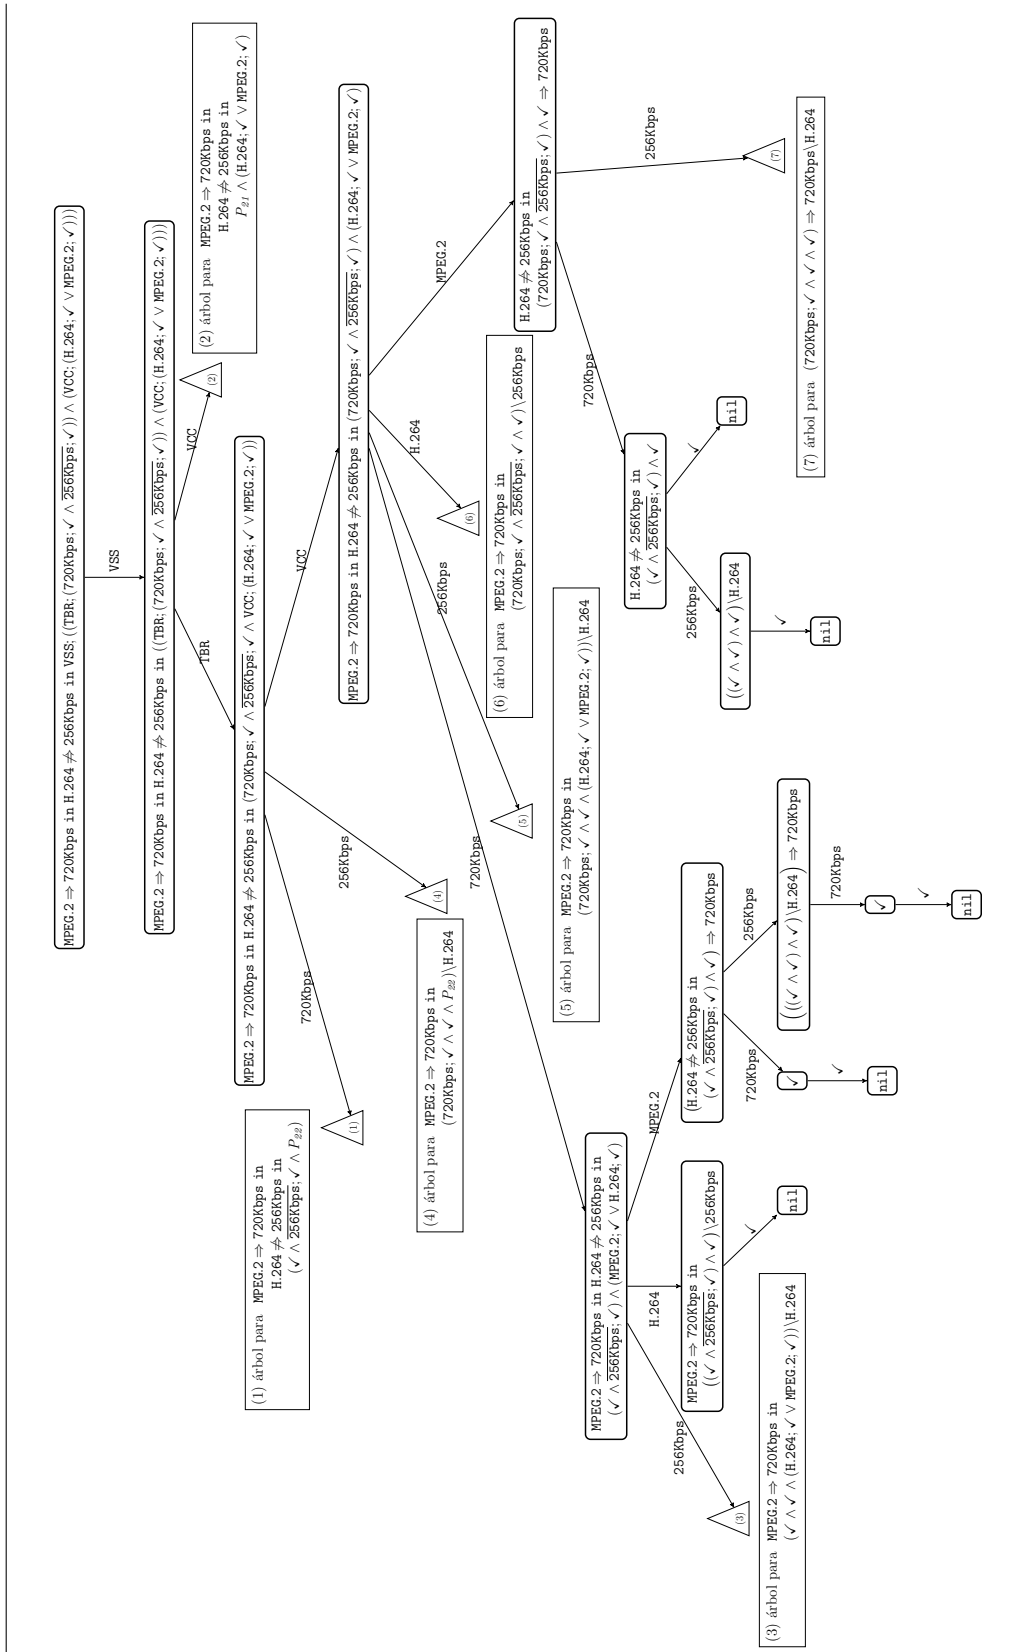 MPEG.2 ⇒ 720Kbps in H.264 ⇏ 256Kbps in VSS; ((TBR; (720Kbps; ✓ ∧ 256Kbps; ✓)) ∧ (VCC; (H.264; ✓ ∨ MPEG.2; ✓)))
VSS
MPEG.2 ⇒ 720Kbps in H.264 ⇏ 256Kbps in ((TBR; (720Kbps; ✓ ∧ 256Kbps; ✓)) ∧ (VCC; (H.264; ✓ ∨ MPEG.2; ✓)))
TBR
VCC
(2)
(2) árbol para MPEG.2 ⇒ 720Kbps in
H.264 ⇏ 256Kbps in
P21 ∧ (H.264; ✓ ∨ MPEG.2; ✓)
MPEG.2 ⇒ 720Kbps in H.264 ⇏ 256Kbps in (720Kbps; ✓ ∧ 256Kbps; ✓ ∧ VCC; (H.264; ✓ ∨ MPEG.2; ✓))
720Kbps
256Kbps
VCC
(1)
(1) árbol para MPEG.2 ⇒ 720Kbps in
H.264 ⇏ 256Kbps in
(✓ ∧ 256Kbps; ✓ ∧ P22)
(4)
(4) árbol para MPEG.2 ⇒ 720Kbps in
(720Kbps; ✓ ∧ ✓ ∧ P22)\H.264
MPEG.2 ⇒ 720Kbps in H.264 ⇏ 256Kbps in (720Kbps; ✓ ∧ 256Kbps; ✓) ∧ (H.264; ✓ ∨ MPEG.2; ✓)
720Kbps
256Kbps
H.264
MPEG.2
(5)
(5) árbol para MPEG.2 ⇒ 720Kbps in
(720Kbps; ✓ ∧ ✓ ∧ (H.264; ✓ ∨ MPEG.2; ✓))\H.264
(6)
(6) árbol para MPEG.2 ⇒ 720Kbps in
(720Kbps; ✓ ∧ 256Kbps; ✓ ∧ ✓)\256Kbps
H.264 ⇏ 256Kbps in
(720Kbps; ✓ ∧ 256Kbps; ✓) ∧ ✓ ⇒ 720Kbps
720Kbps
256Kbps
(7)
(7) árbol para (720Kbps; ✓ ∧ ✓ ∧ ✓) ⇒ 720Kbps\H.264
H.264 ⇏ 256Kbps in
(✓ ∧ 256Kbps; ✓) ∧ ✓
256Kbps
✓
((✓ ∧ ✓) ∧ ✓)\H.264
nil
✓
nil
MPEG.2 ⇒ 720Kbps in H.264 ⇏ 256Kbps in
(✓ ∧ 256Kbps; ✓) ∧ (MPEG.2; ✓ ∨ H.264; ✓)
256Kbps
H.264
MPEG.2
(3)
(3) árbol para MPEG.2 ⇒ 720Kbps in
(✓ ∧ ✓ ∧ (H.264; ✓ ∨ MPEG.2; ✓))\H.264
MPEG.2 ⇒ 720Kbps in
((✓ ∧ 256Kbps; ✓) ∧ ✓)\256Kbps
✓
nil
(H.264 ⇏ 256Kbps in
(✓ ∧ 256Kbps; ✓) ∧ ✓) ⇒ 720Kbps
720Kbps
256Kbps
✓
✓
nil
(((✓ ∧ ✓) ∧ ✓)\H.264) ⇒ 720Kbps
720Kbps
✓
✓
nil